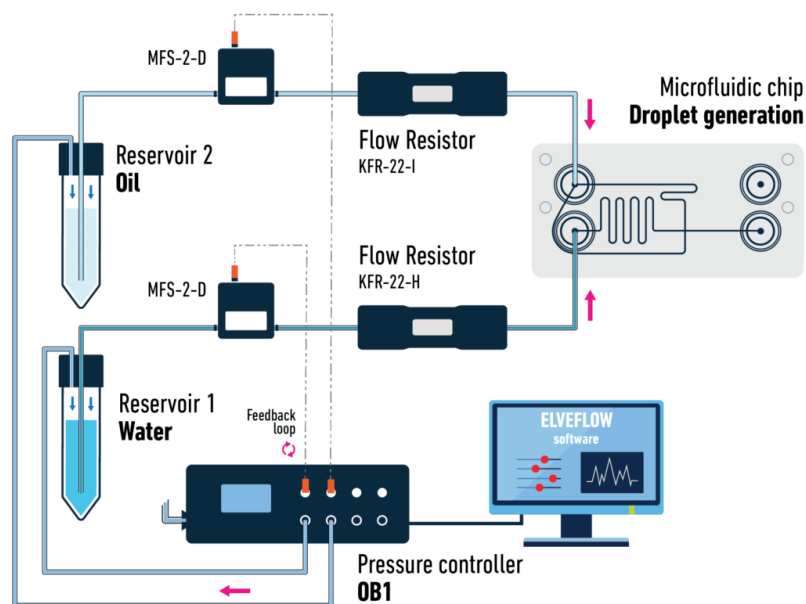 MFS-2-D
Flow Resistor
KFR-22-I
Microfluidic chip
Droplet generation
Reservoir 2
Oil
MFS-2-D
Flow Resistor
KFR-22-H
Reservoir 1
Water
Feedback
loop
ELVEFLOW
software
Pressure controller
OB1